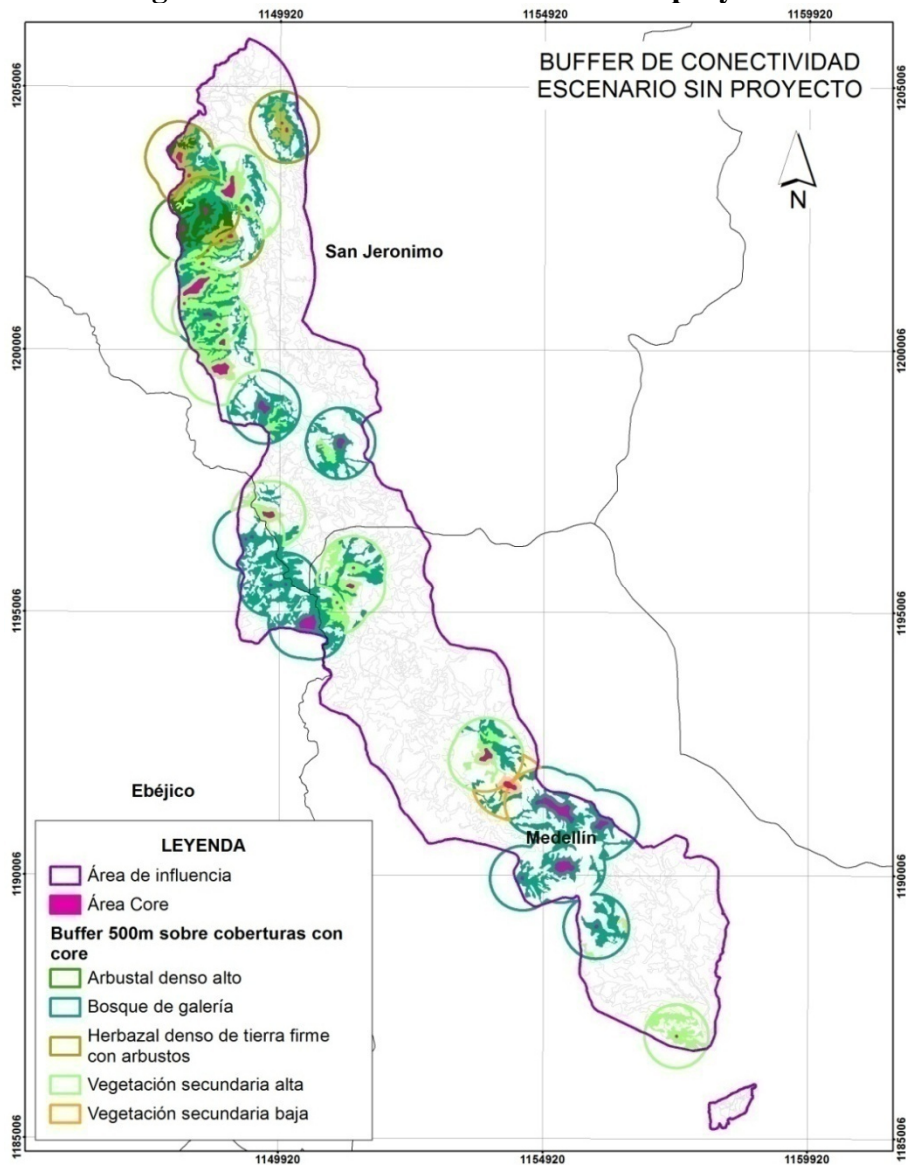 1149920 1154920 1159920
BUFFER DE CONECTIVIDAD
ESCENARIO SIN PROYECTO
1205006 1205006
N
San Jeronimo
1200006 1200006
1195006 1195006
Ebéjico
Medellín
LEYENDA
Área de influencia
Área Core
Buffer 500m sobre coberturas con
core
Arbustal denso alto
Bosque de galería
Herbazal denso de tierra firme
con arbustos
Vegetación secundaria alta
Vegetación secundaria baja
1190006 1190006
1185006 1185006
1149920 1154920 1159920